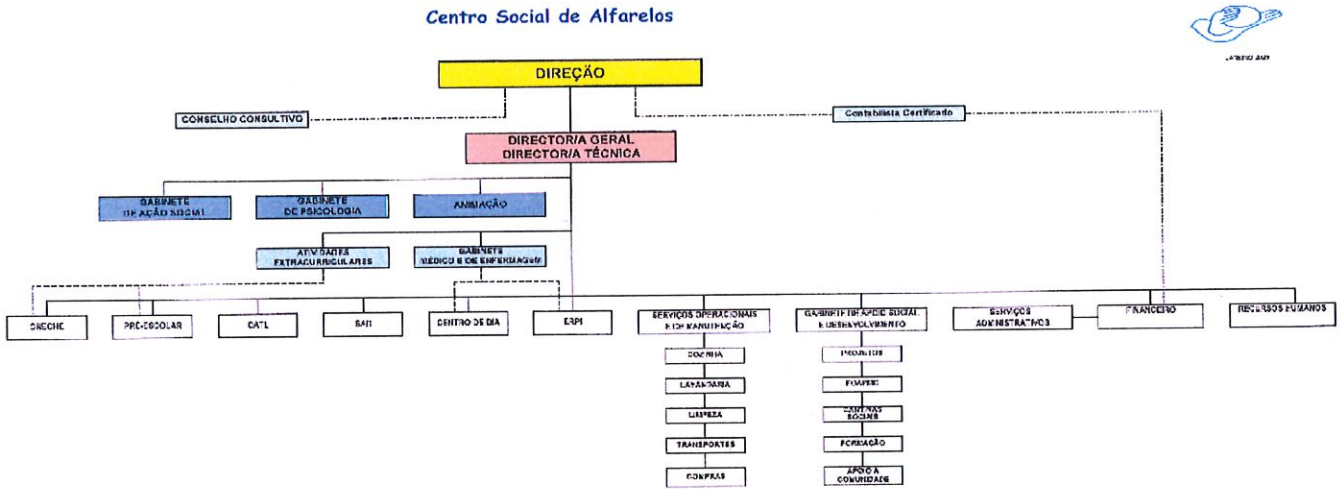 Centro Social de Alfarelos
DIREÇÃO
CONSELHO CONSULTIVO
Contabilista Certificado
DIRECTOR/A GERAL
DIRECTOR/A TÉCNICA
GABINETE
DE AÇÃO SOCIAL
GABINETE
DE PSICOLOGIA
ANIMAÇÃO
ATIVIDADES
EXTRACURRICULARES
GABINETE
MÉDICO E DE ENFERMAGEM
CRECHE
PRÉ-ESCOLAR
CATL
SAD
CENTRO DE DIA
ERPI
SERVIÇOS OPERACIONAIS
E DE MANUTENÇÃO
GABINETE DE APOIO SOCIAL
E DESENVOLVIMENTO
SERVIÇOS
ADMINISTRATIVOS
FINANCEIRO
RECURSOS HUMANOS
COZINHA
LAVANDARIA
LIMPEZA
TRANSPORTES
COMPRAS
PROJETOS
CANTINAS
SOCIAIS
FORMAÇÃO
APOIO A
COMUNIDADE